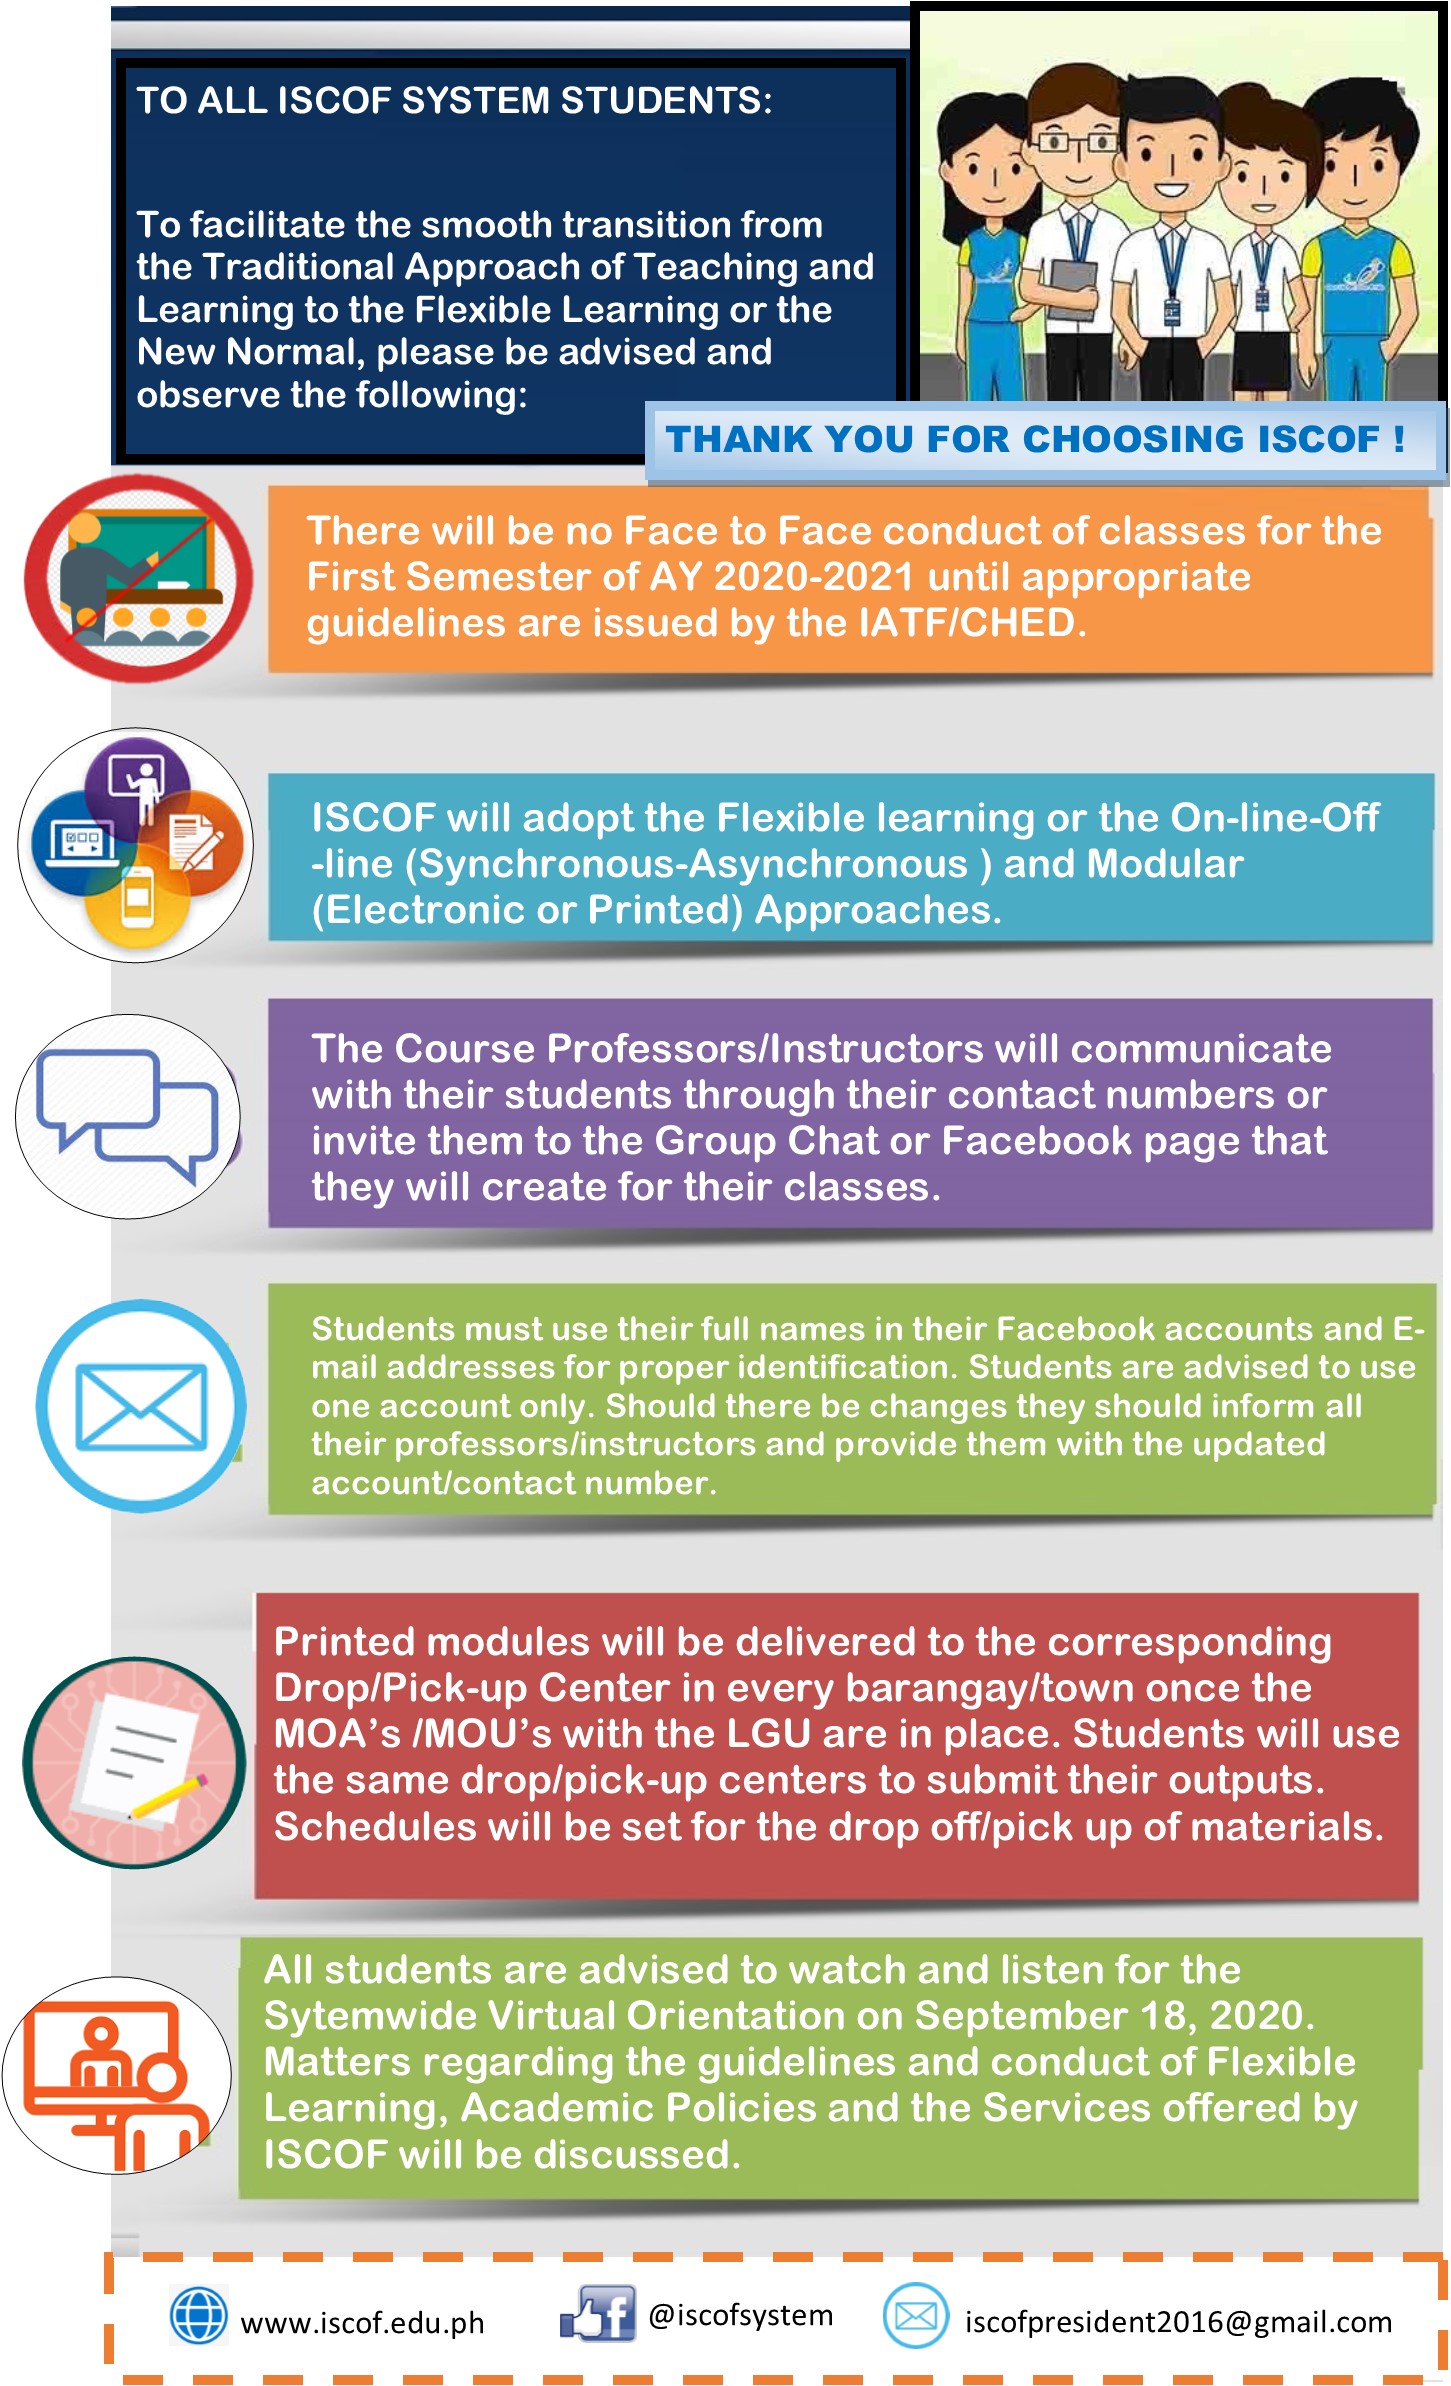 TO ALL ISCOF SYSTEM STUDENTS:
To facilitate the smooth transition from
the Traditional Approach of Teaching and
Learning to the Flexible Learning or the
New Normal, please be advised and
observe the following:
THANK YOU FOR CHOOSING ISCOF !
There will be no Face to Face conduct of classes for the
First Semester of AY 2020-2021 until appropriate
guidelines are issued by the IATF/CHED.
ISCOF will adopt the Flexible learning or the On-line-Off
-line (Synchronous-Asynchronous ) and Modular
(Electronic or Printed) Approaches.
The Course Professors/Instructors will communicate
with their students through their contact numbers or
invite them to the Group Chat or Facebook page that
they will create for their classes.
Students must use their full names in their Facebook accounts and E-
mail addresses for proper identification. Students are advised to use
one account only. Should there be changes they should inform all
their professors/instructors and provide them with the updated
account/contact number.
Printed modules will be delivered to the corresponding
Drop/Pick-up Center in every barangay/town once the
MOA’s /MOU’s with the LGU are in place. Students will use
the same drop/pick-up centers to submit their outputs.
Schedules will be set for the drop off/pick up of materials.
All students are advised to watch and listen for the
Sytemwide Virtual Orientation on September 18, 2020.
Matters regarding the guidelines and conduct of Flexible
Learning, Academic Policies and the Services offered by
ISCOF will be discussed.
www.iscof.edu.ph
@iscofsystem
iscofpresident2016@gmail.com